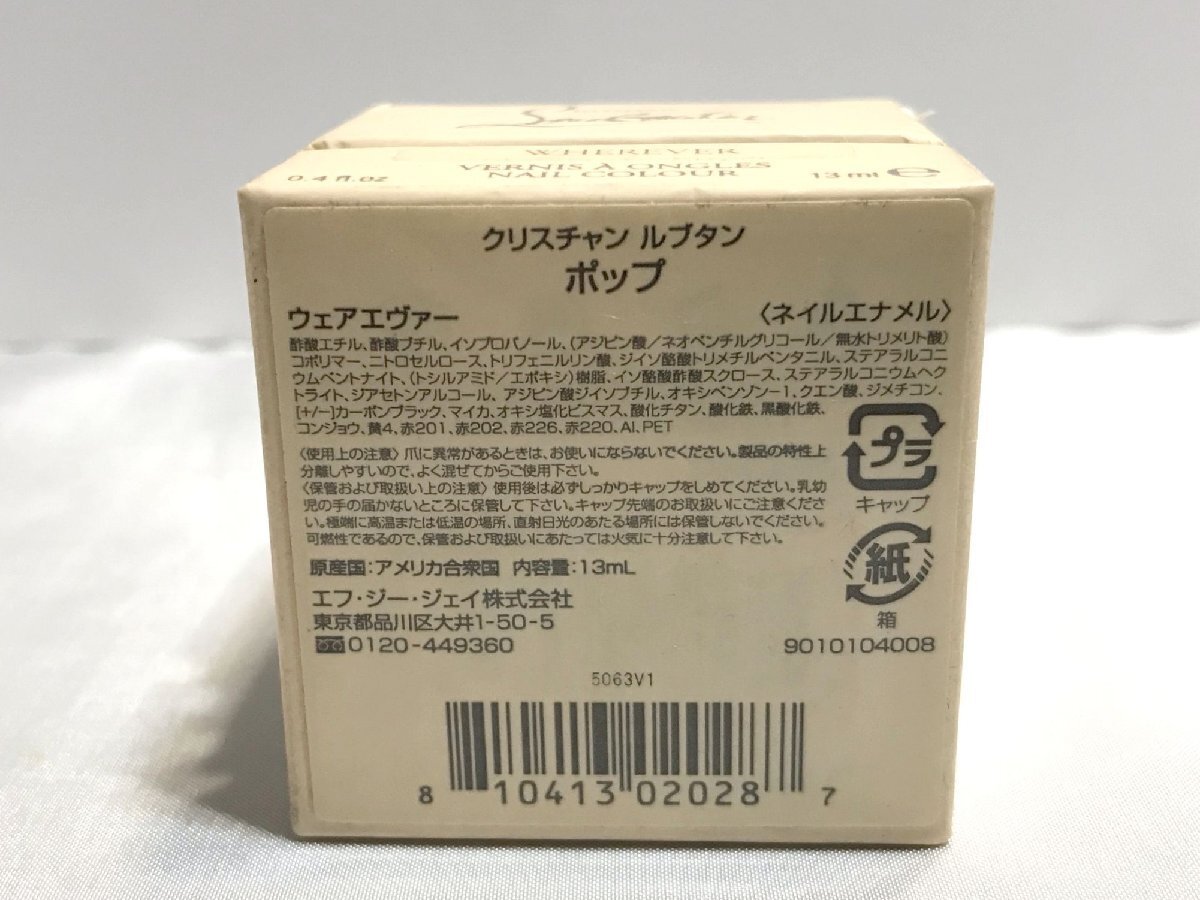 Louboutin
WHEREVER
VERNIS À ONGLES
NAIL COLOUR
0.4 fl.oz
13 ml ℮
クリスチャン ルブタン
ポップ
ウェアエヴァー
〈ネイルエナメル〉
酢酸エチル、酢酸ブチル、イソプロパノール、(アジピン酸/ネオペンチルグリコール/無水トリメリト酸)
コポリマー、ニトロセルロース、トリフェニルリン酸、ジイソ酪酸トリメチルペンタニル、ステアラルコニ
ウムベントナイト、(トシルアミド/エポキシ)樹脂、イソ酪酸酢酸スクロース、ステアラルコニウムヘクト
ライト、ジアセトンアルコール、アジピン酸ジイソブチル、オキシベンゾン-1、クエン酸、ジメチコン、
[+/-]カーボンブラック、マイカ、オキシ塩化ビスマス、酸化チタン、酸化鉄、黒酸化鉄、
コンジョウ、黄4、赤201、赤202、赤226、赤220、Al、PET
〈使用上の注意〉爪に異常があるときは、お使いにならないでください。製品の特性上
分離しやすいので、よく混ぜてからご使用下さい。
〈保管および取扱い上の注意〉使用後は必ずしっかりキャップをしめてください。乳幼
児の手の届かないところに保管して下さい。キャップ先端のお取扱いにご注意くださ
い。極端に高温または低温の場所、直射日光のあたる場所には保管しないでください。
可燃性であるので、保管および取扱いにあたっては火気に十分注意して下さい。
プラ
キャップ
紙
箱
原産国:アメリカ合衆国 内容量:13mL
エフ・ジー・ジェイ株式会社
東京都品川区大井1-50-5
0120-449360
9010104008
5063V1
8 10413 02028 7